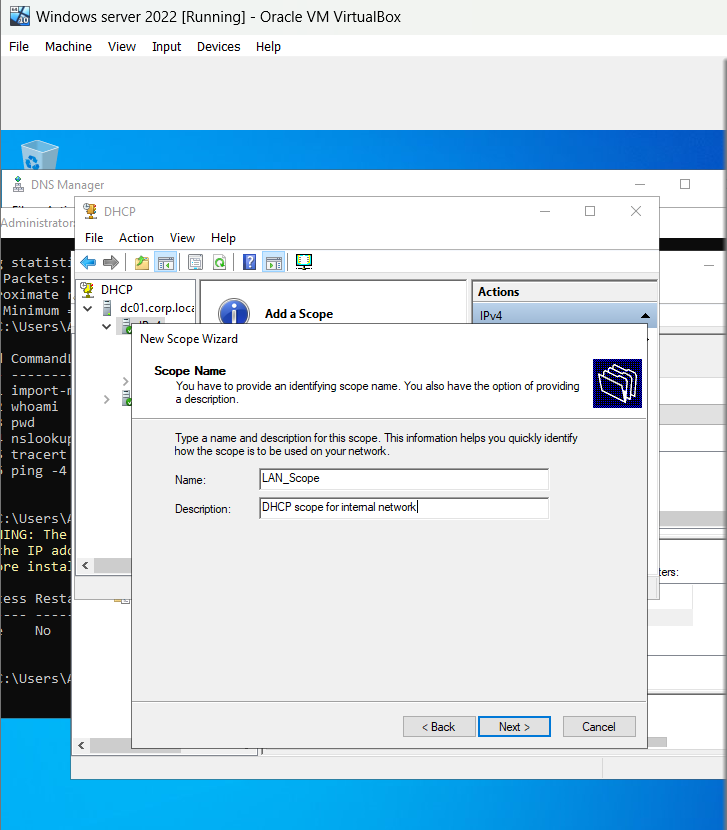 Windows server 2022 [Running] - Oracle VM VirtualBox
File Machine View Input Devices Help
DNS Manager
DHCP
File Action View Help
DHCP
dc01.corp.loca
Add a Scope
Actions
IPv4
New Scope Wizard
Scope Name
You have to provide an identifying scope name. You also have the option of providing
a description.
Type a name and description for this scope. This information helps you quickly identify
how the scope is to be used on your network.
Name:
LAN_Scope
Description:
DHCP scope for internal network
< Back
Next >
Cancel
Administrator:
g statisti
Packets:
Minimum =
:\Users\A
d CommandL
- --------
import-m
whoami
pwd
nslookup
tracert
ping -4
:\Users\A
NING: The
the IP add
ore instal
ess Resta
--- -----
No
:\Users\A
ters: